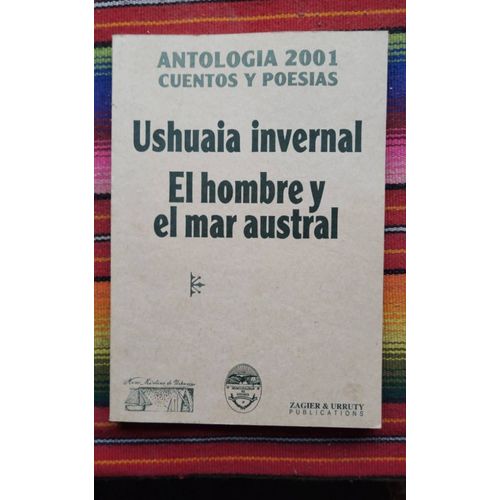 ANTOLOGIA 2001
CUENTOS Y POESIAS
Ushuaia invernal
El hombre y
el mar austral
ZAGIER & URRUTY
PUBLICATIONS